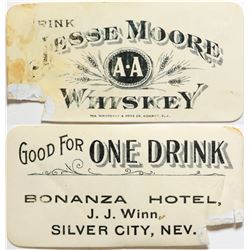 DRINK
JESSE MOORE
A-A
WHISKEY
GOOD FOR ONE DRINK
BONANZA HOTEL,
J. J. Winn,
SILVER CITY, NEV.